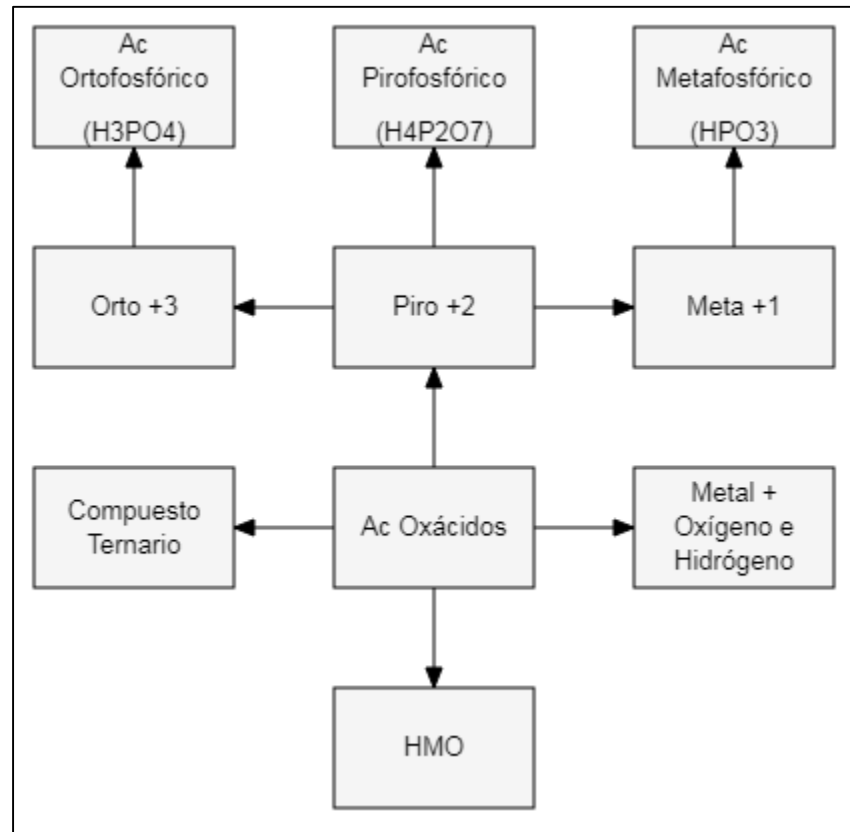 Ac
Ortofosfórico
(H3PO4)
Ac
Pirofosfórico
(H4P2O7)
Ac
Metafosfórico
(HPO3)
Orto +3
Piro +2
Meta +1
Compuesto
Ternario
Ac Oxácidos
Metal +
Oxígeno e
Hidrógeno
HMO